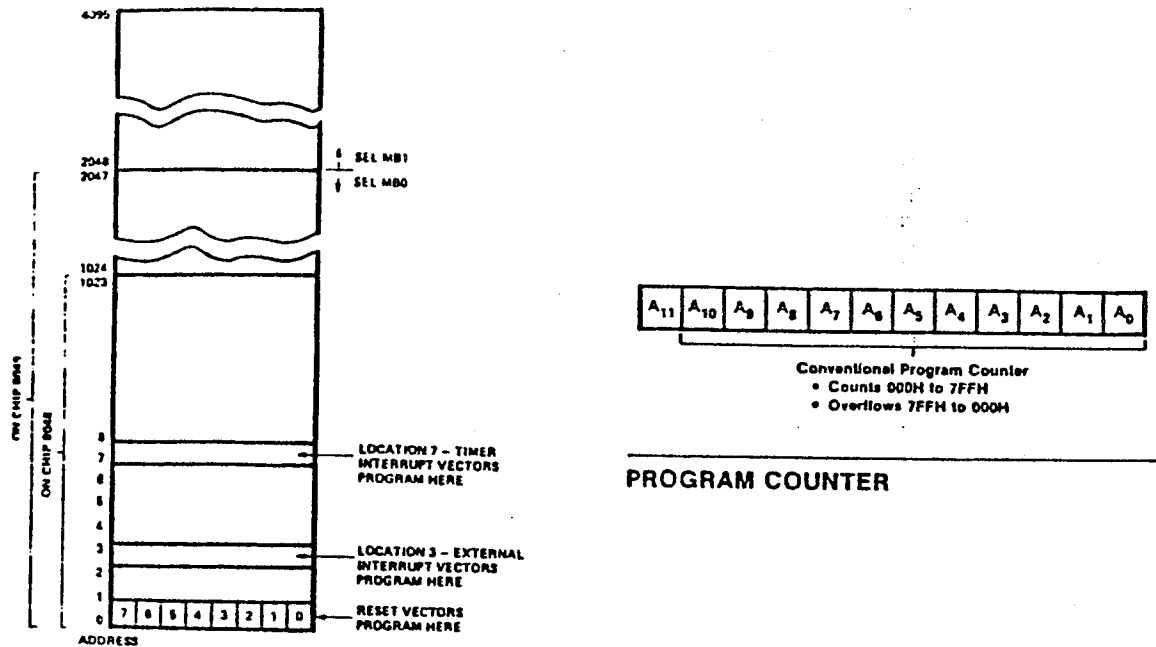 4095
2048
2047
SEL MB1
SEL MB0
1024
1023
ON CHIP 8049
ON CHIP 8048
8
7
6
5
4
3
2
1
0
LOCATION 7 – TIMER
INTERRUPT VECTORS
PROGRAM HERE
LOCATION 3 – EXTERNAL
INTERRUPT VECTORS
PROGRAM HERE
7 6 5 4 3 2 1 0
RESET VECTORS
PROGRAM HERE
ADDRESS
A11 A10 A9 A8 A7 A6 A5 A4 A3 A2 A1 A0
Conventional Program Counter
• Counts 000H to 7FFH
• Overflows 7FFH to 000H
PROGRAM COUNTER